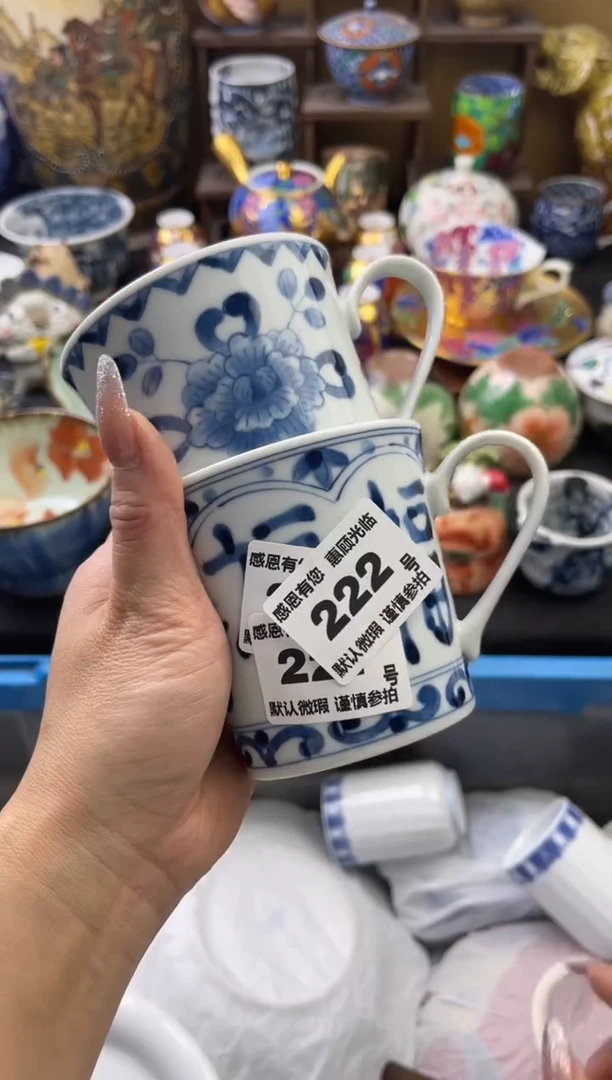 感恩有您 惠顾光临
222
号
默认微瑕 谨慎参拍
感恩有
感恩
22
号
默认微瑕 谨慎参拍